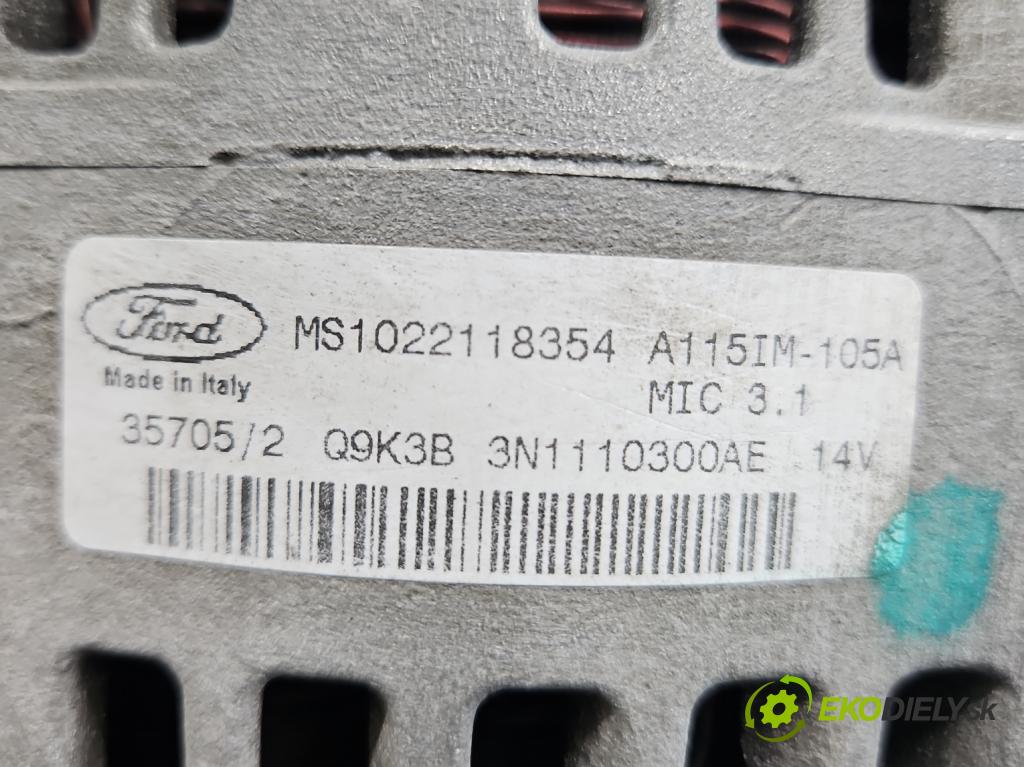 Ford MS1022118354 A115IM-105A
Made in Italy MIC 3.1
35705/2 Q9K3B 3N1110300AE 14V
EKODIELY.sk